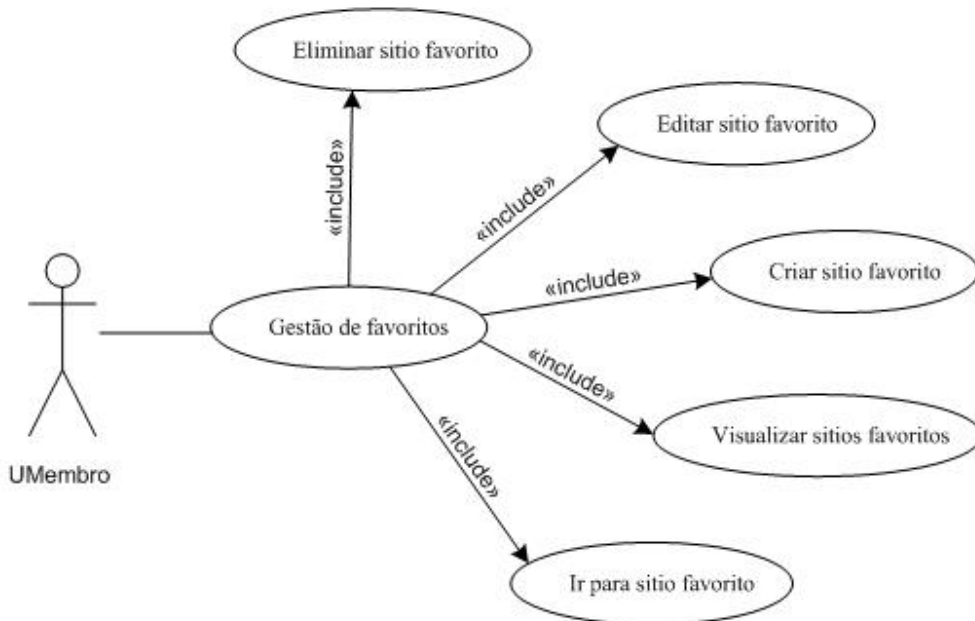 Eliminar sitio favorito
Editar sitio favorito
«include»
«include»
«include»
Criar sitio favorito
Gestão de favoritos
«include»
Visualizar sitios favoritos
«include»
UMembro
Ir para sitio favorito